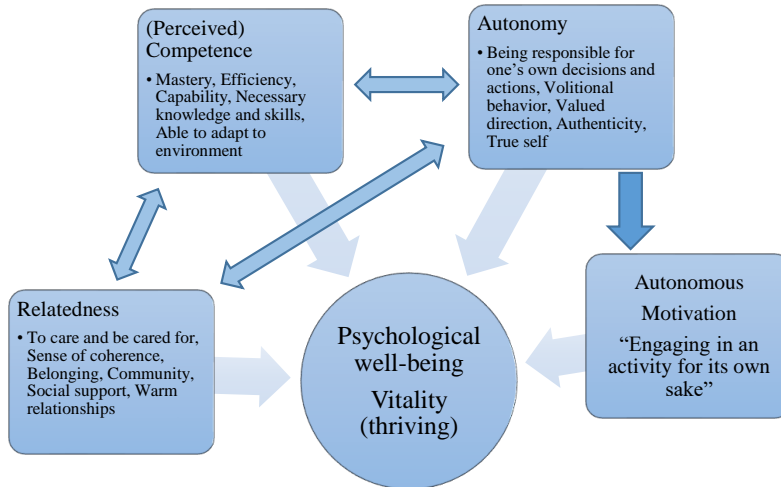 (Perceived)
Competence
• Mastery, Efficiency,
Capability, Necessary
knowledge and skills,
Able to adapt to
environment
Autonomy
• Being responsible for
one’s own decisions and
actions, Volitional
behavior, Valued
direction, Authenticity,
True self
Relatedness
• To care and be cared for,
Sense of coherence,
Belonging, Community,
Social support, Warm
relationships
Psychological
well-being
Vitality
(thriving)
Autonomous
Motivation
“Engaging in an
activity for its own
sake”